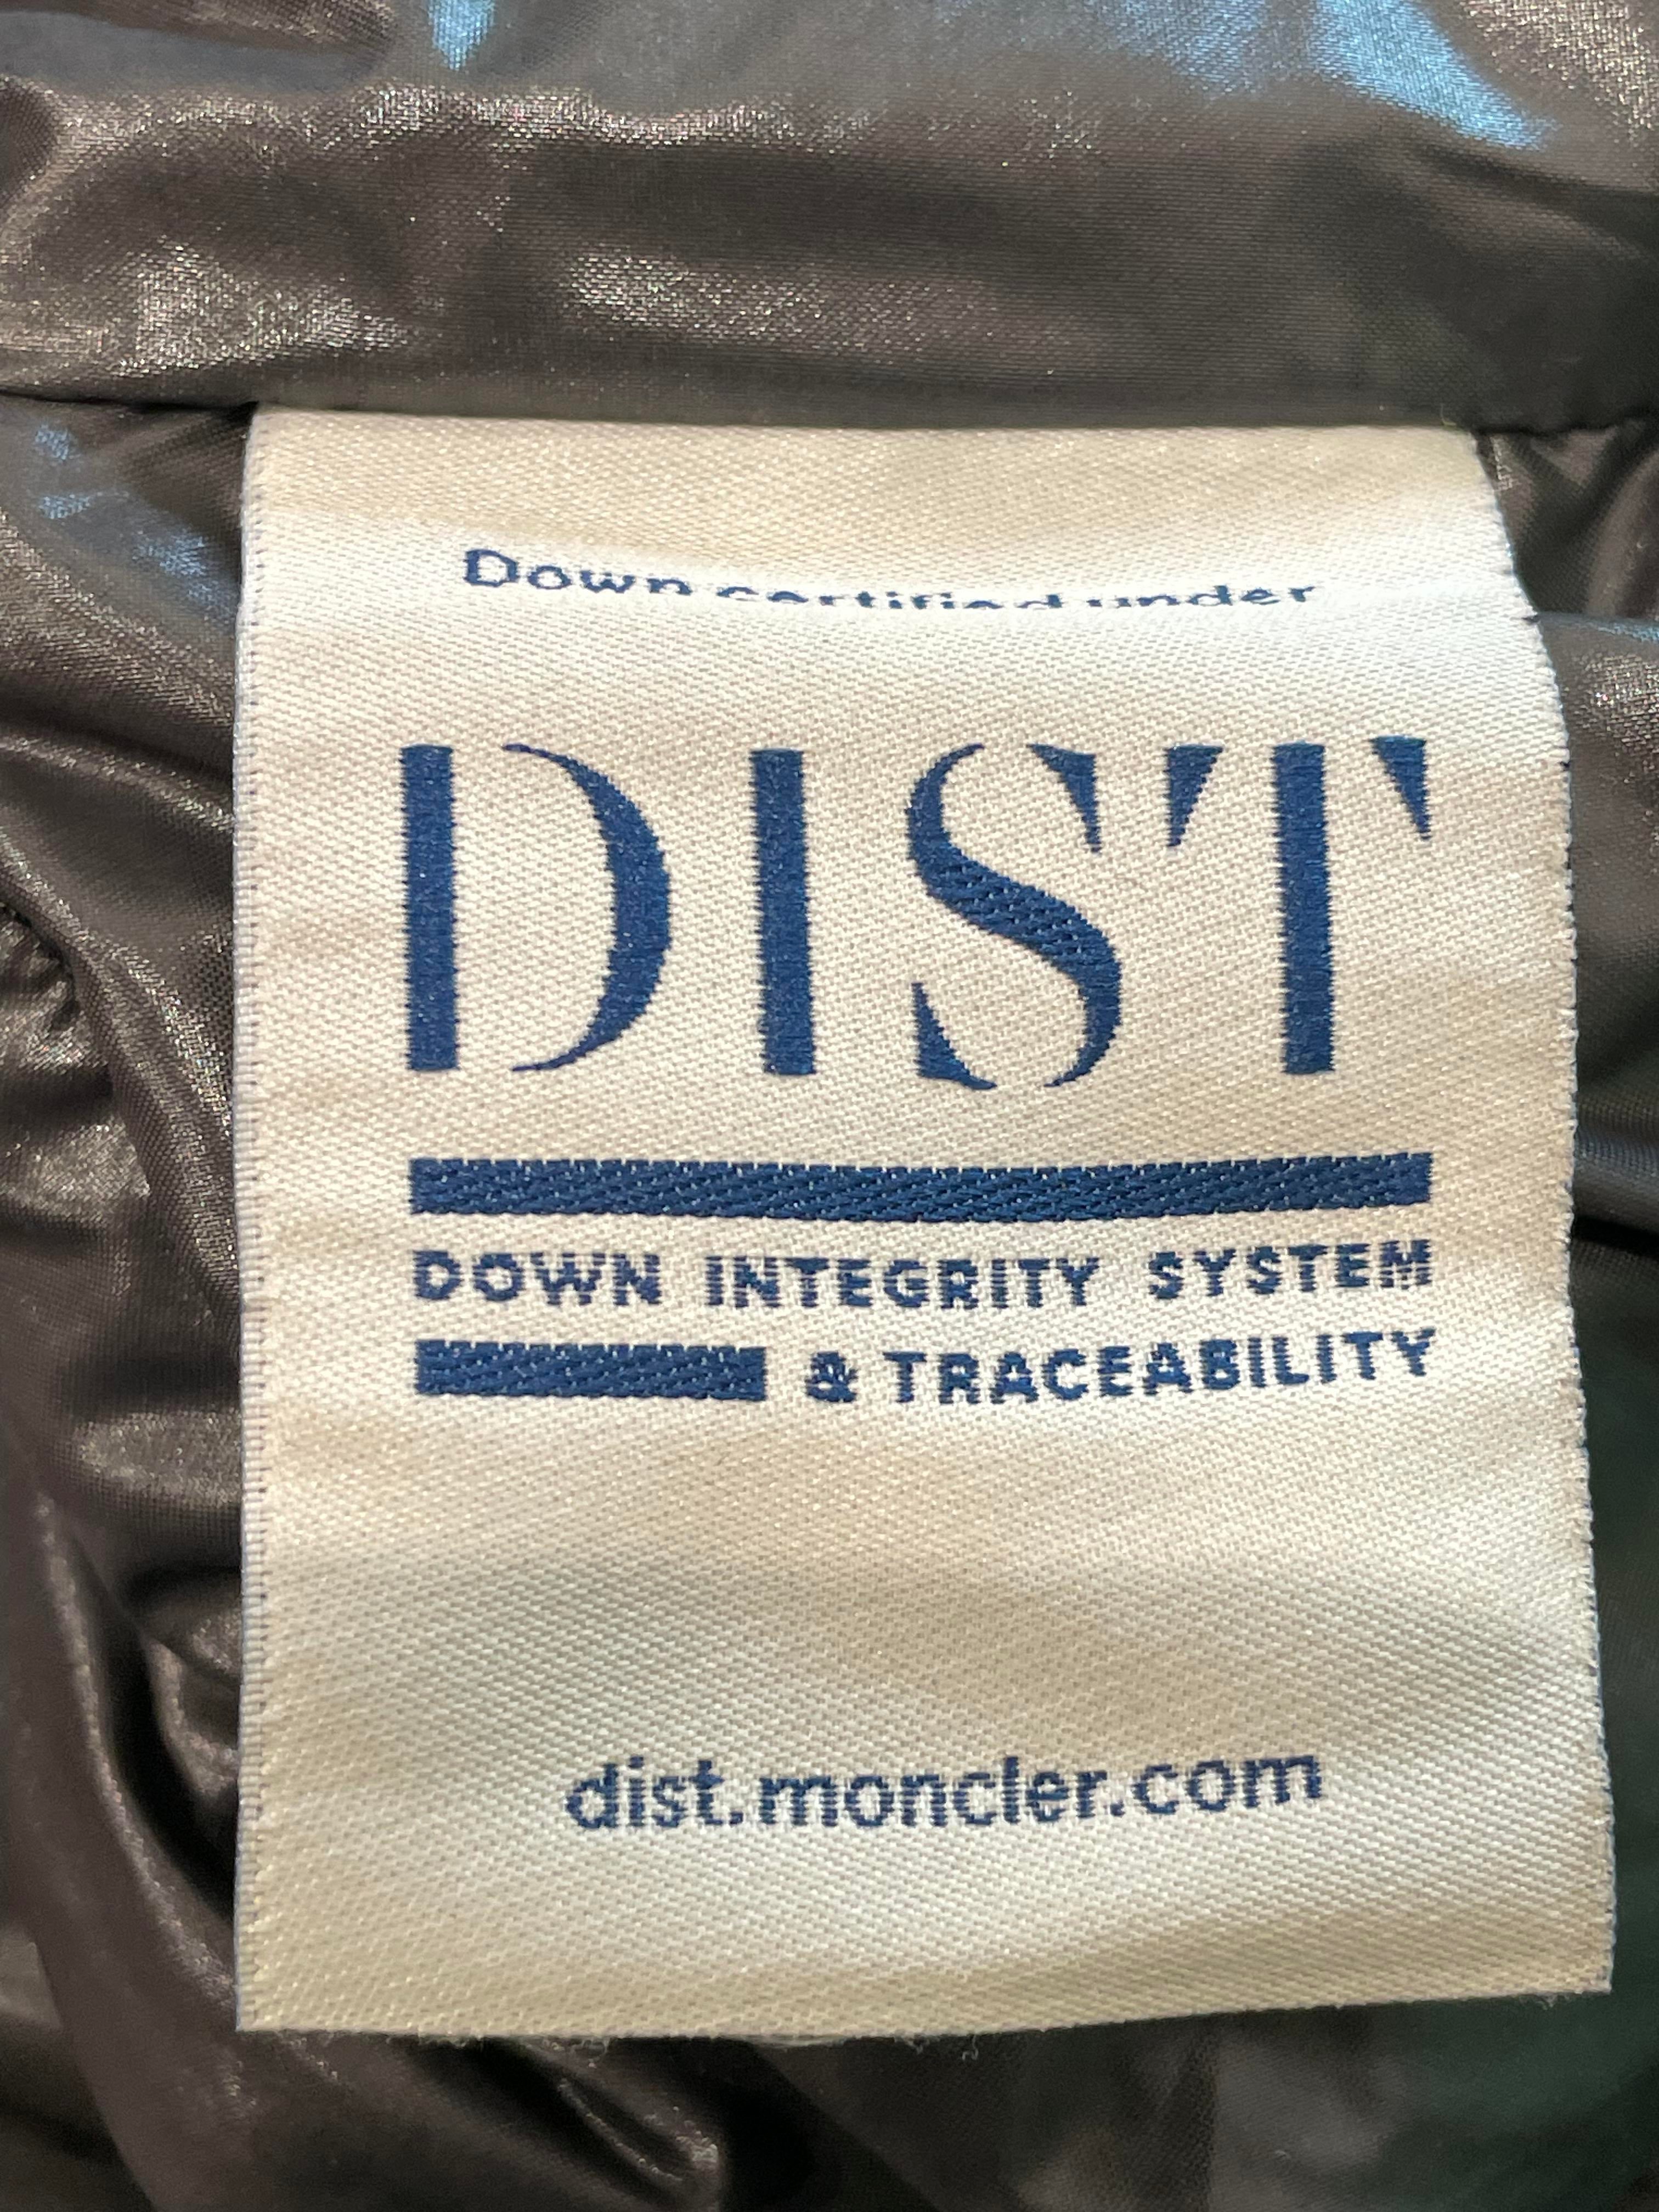 Down certified under
DIST
DOWN INTEGRITY SYSTEM
& TRACEABILITY
dist.moncler.com